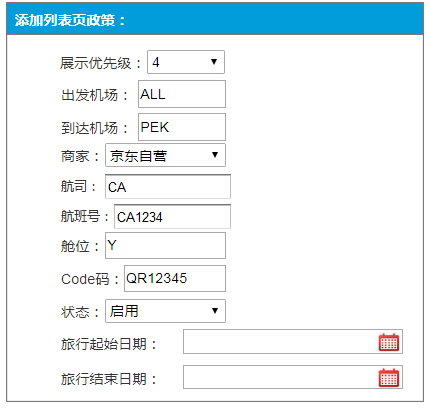 添加列表页政策：
展示优先级：4
出发机场：ALL
到达机场：PEK
商家：京东自营
航司：CA
航班号：CA1234
舱位：Y
Code码：QR12345
状态：启用
旅行起始日期：
旅行结束日期：